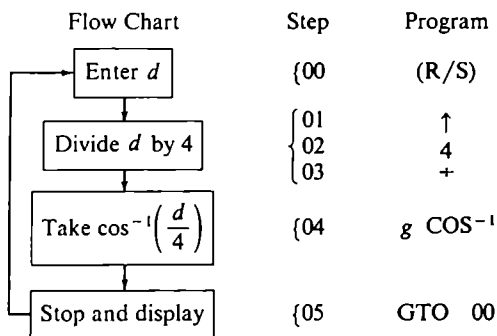 Flow Chart Step Program
Enter d {00 (R/S)
01 ↑
Divide d by 4 { 02 4
03 ÷
Take cos⁻¹(d/4) {04 g COS⁻¹
Stop and display {05 GTO 00